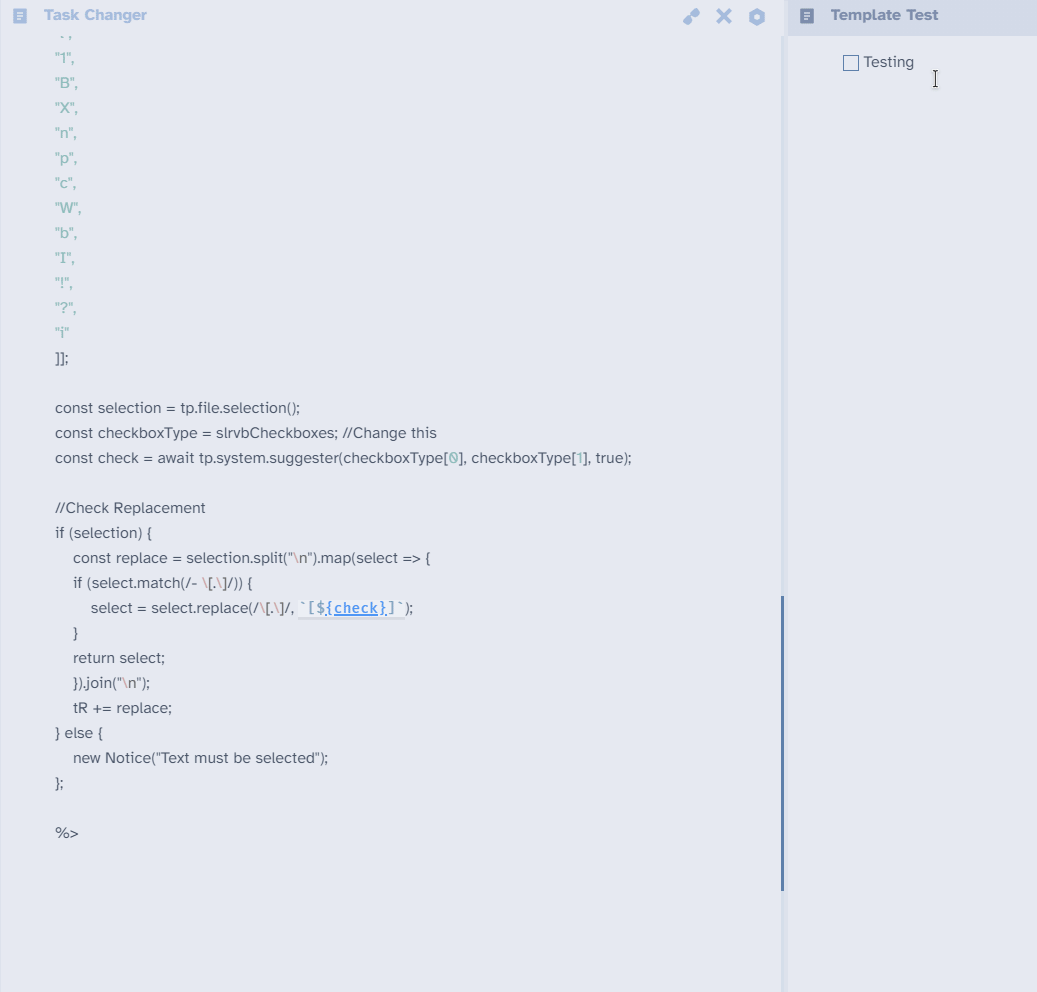 Task Changer
"1",
"B",
"X",
"n",
"p",
"c",
"W",
"b",
"I",
"!",
"?",
"i"
]];
const selection = tp.file.selection();
const checkboxType = slrvbCheckboxes; //Change this
const check = await tp.system.suggester(checkboxType[0], checkboxType[1], true);
//Check Replacement
if (selection) {
const replace = selection.split("\n").map(select => {
if (select.match(/- \[.\]/)) {
select = select.replace(/\[.\]/, `[${check}]`);
}
return select;
}).join("\n");
tR += replace;
} else {
new Notice("Text must be selected");
};
%>
Template Test
Testing